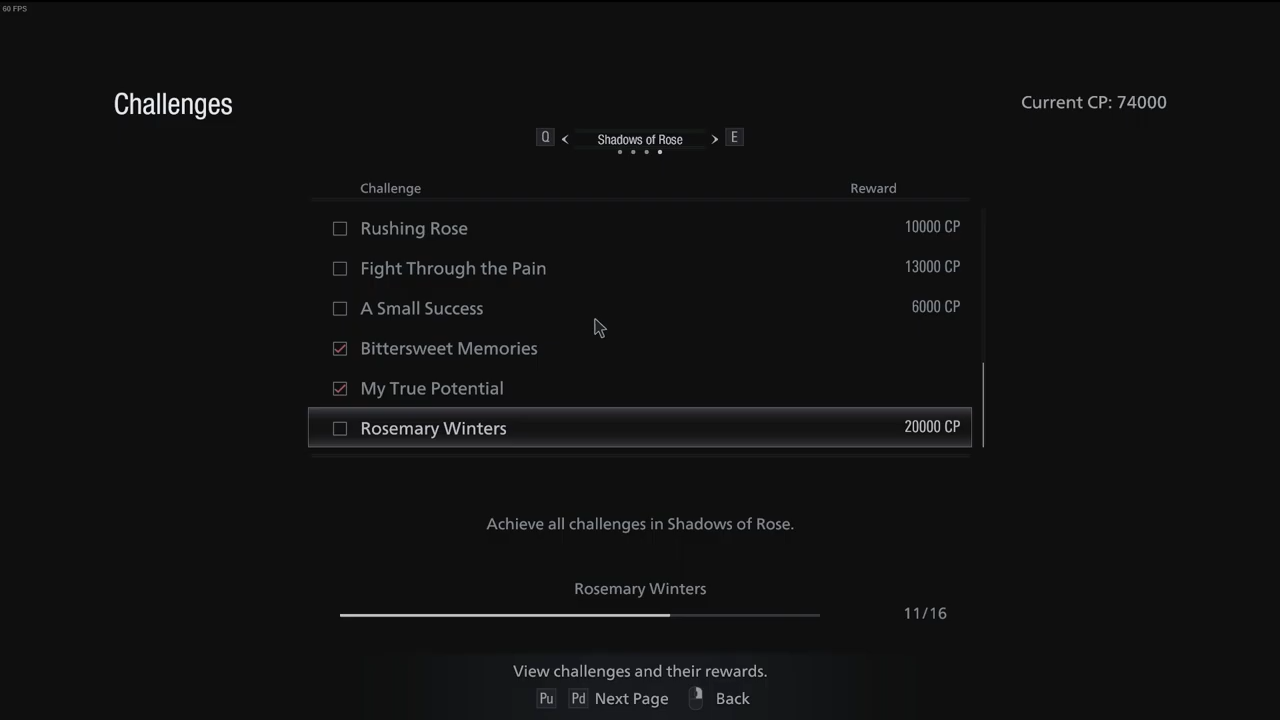 60 FPS
Challenges
Current CP: 74000
Q < Shadows of Rose > E
Challenge Reward
Rushing Rose 10000 CP
Fight Through the Pain 13000 CP
A Small Success 6000 CP
Bittersweet Memories
My True Potential
Rosemary Winters 20000 CP
Achieve all challenges in Shadows of Rose.
Rosemary Winters
11/16
View challenges and their rewards.
Pu Pd Next Page Back